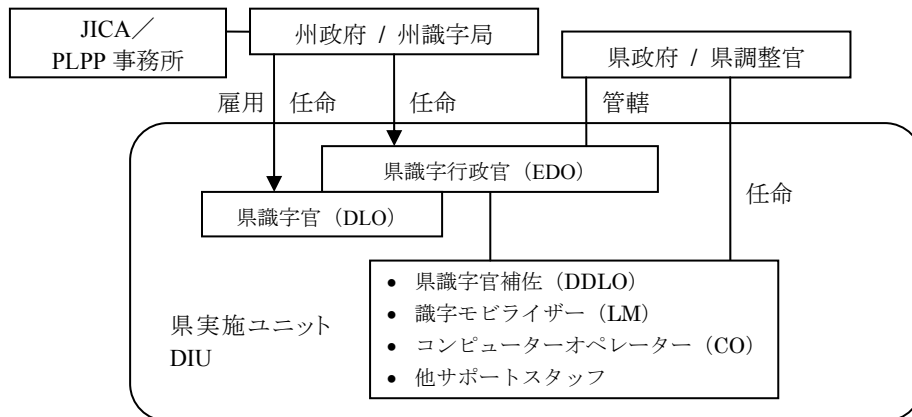 JICA／
PLPP 事務所
州政府 / 州識字局
県政府 / 県調整官
雇用
任命
任命
管轄
県識字行政官（EDO）
県識字官（DLO）
任命
• 県識字官補佐（DDLO）
• 識字モビライザー（LM）
• コンピューターオペレーター（CO）
• 他サポートスタッフ
県実施ユニット
DIU